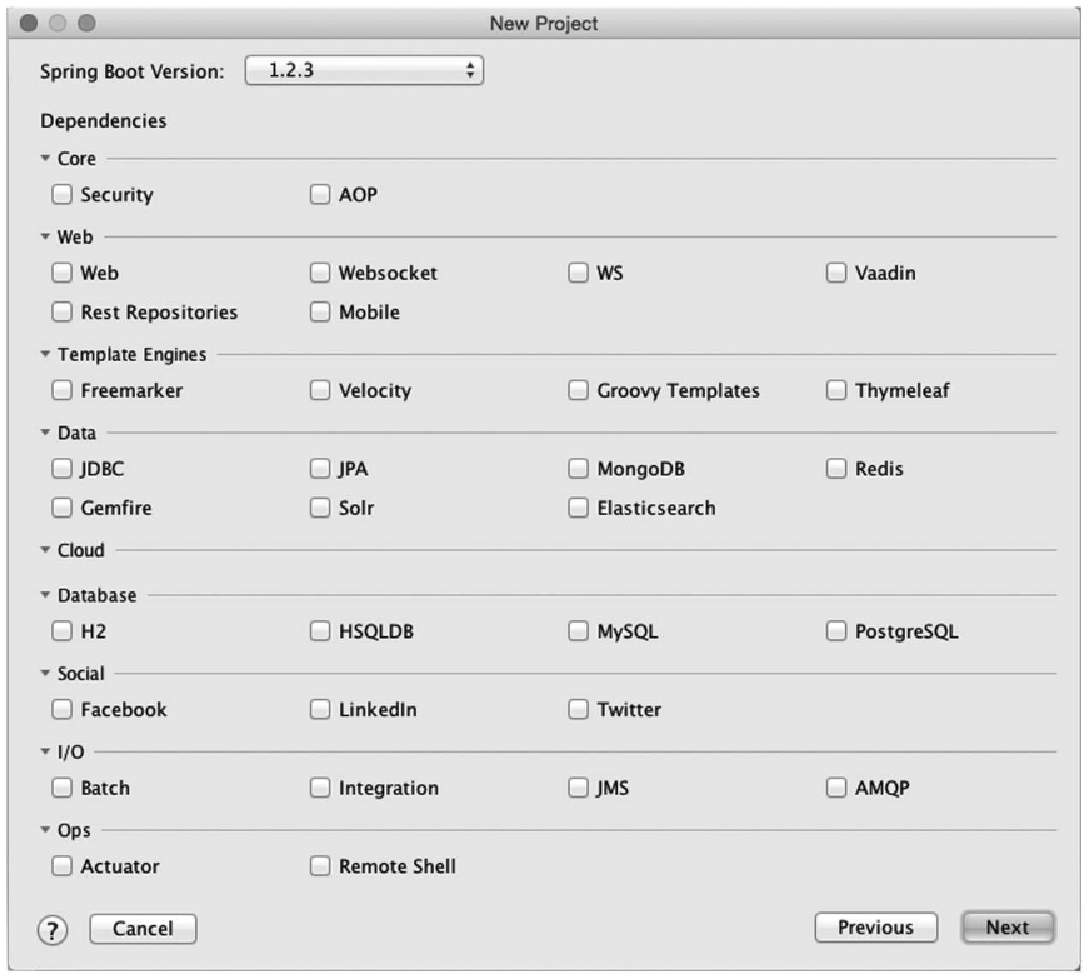 New Project
Spring Boot Version: 1.2.3
Dependencies
Core
Security AOP
Web
Web Websocket WS Vaadin
Rest Repositories Mobile
Template Engines
Freemarker Velocity Groovy Templates Thymeleaf
Data
JDBC JPA MongoDB Redis
Gemfire Solr Elasticsearch
Cloud
Database
H2 HSQLDB MySQL PostgreSQL
Social
Facebook LinkedIn Twitter
I/O
Batch Integration JMS AMQP
Ops
Actuator Remote Shell
? Cancel Previous Next